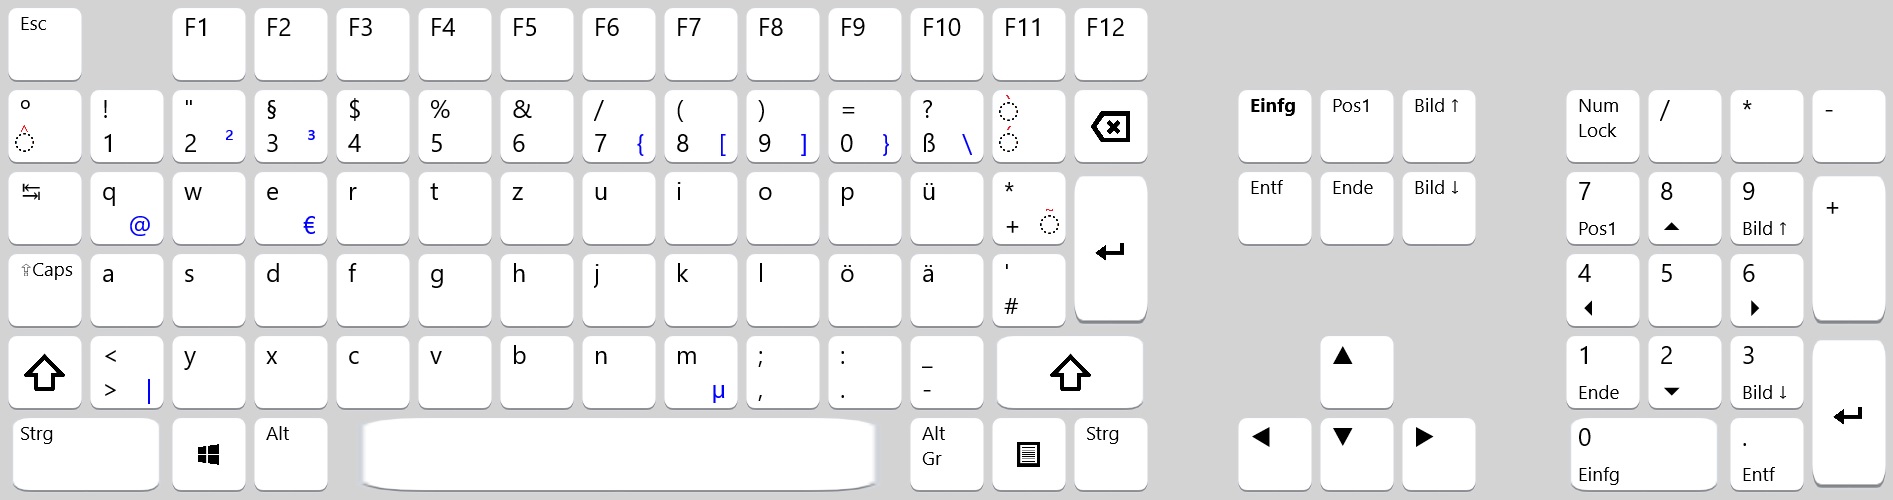 Esc F1 F2 F3 F4 F5 F6 F7 F8 F9 F10 F11 F12
º ! " § $ % & / ( ) = ? ◌̀ Einfg Pos1 Bild ↑ Num Lock / * -
◌̂ 1 2 ² 3 ³ 4 5 6 7 { 8 [ 9 ] 0 } ß \ ◌́
↹ q w e r t z u i o p ü * Entf Ende Bild ↓ 7 8 9 +
@ € + ◌̃ Pos1 ▲ Bild ↑
⇪Caps a s d f g h j k l ö ä ' ↵ 4 5 6
# ◀ ▶
⇧ < y x c v b n m ; : _ ⇧ ▲ 1 2 3
> | µ , . - Ende ▼ Bild ↓ ↵
Strg Alt Alt Gr Strg ◀ ▼ ▶ 0 .
Einfg Entf